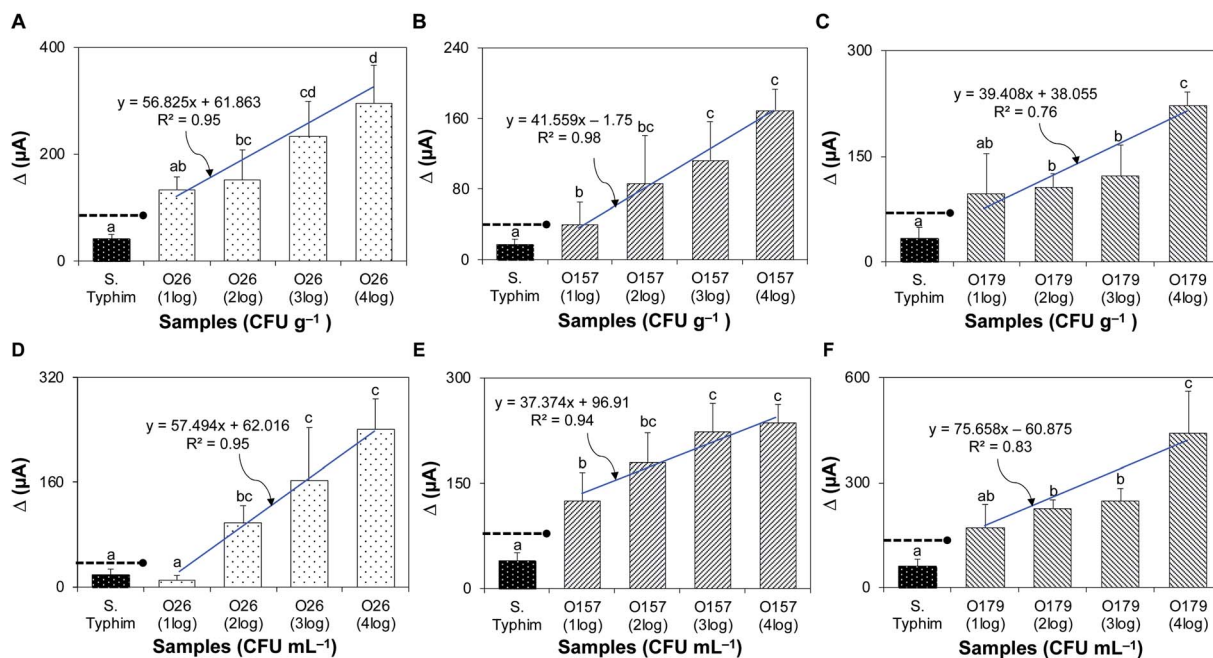 A
Δ (µA)
400
200
0
y = 56.825x + 61.863
R² = 0.95
a
ab
bc
cd
d
S. Typhim
O26 (1log)
O26 (2log)
O26 (3log)
O26 (4log)
Samples (CFU g⁻¹ )
B
Δ (µA)
240
160
80
0
y = 41.559x – 1.75
R² = 0.98
a
b
bc
c
c
S. Typhim
O157 (1log)
O157 (2log)
O157 (3log)
O157 (4log)
Samples (CFU g⁻¹ )
C
Δ (µA)
300
150
0
y = 39.408x + 38.055
R² = 0.76
a
ab
b
b
c
S. Typhim
O179 (1log)
O179 (2log)
O179 (3log)
O179 (4log)
Samples (CFU g⁻¹ )
D
Δ (µA)
320
160
0
y = 57.494x + 62.016
R² = 0.95
a
a
bc
c
c
S. Typhim
O26 (1log)
O26 (2log)
O26 (3log)
O26 (4log)
Samples (CFU mL⁻¹)
E
Δ (µA)
300
150
0
y = 37.374x + 96.91
R² = 0.94
a
b
bc
c
c
S. Typhim
O157 (1log)
O157 (2log)
O157 (3log)
O157 (4log)
Samples (CFU mL⁻¹)
F
Δ (µA)
600
400
200
0
y = 75.658x – 60.875
R² = 0.83
a
ab
b
b
c
S. Typhim
O179 (1log)
O179 (2log)
O179 (3log)
O179 (4log)
Samples (CFU mL⁻¹)